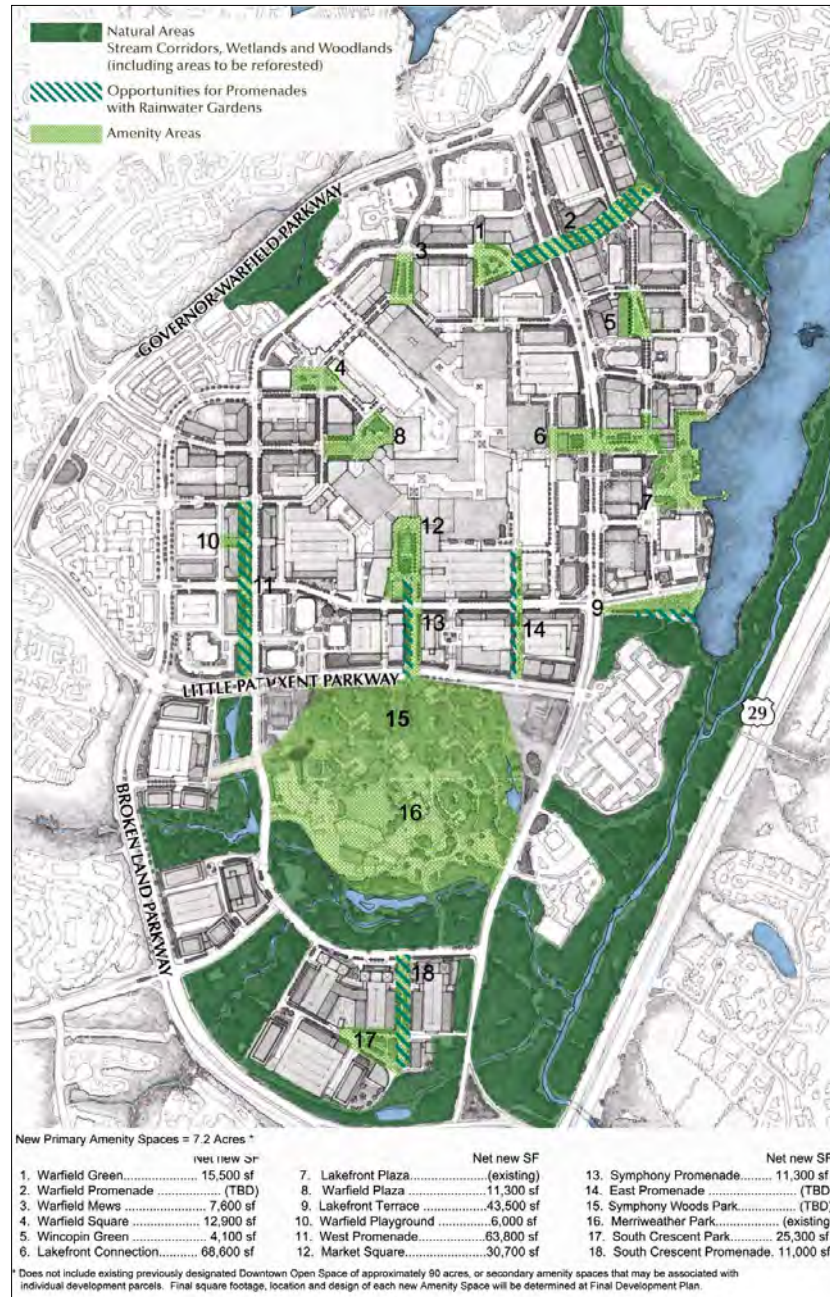 Natural Areas
Stream Corridors, Wetlands and Woodlands
(including areas to be reforested)
Opportunities for Promenades
with Rainwater Gardens
Amenity Areas
GOVERNOR WARFIELD PARKWAY
1
2
3
5
4
8
6
7
10
12
11
9
13
14
LITTLE PATUXENT PARKWAY
15
29
16
BROKEN LAND PARKWAY
18
17
New Primary Amenity Spaces = 7.2 Acres *
Net new SF
1. Warfield Green............... 15,500 sf
2. Warfield Promenade .............. (TBD)
3. Warfield Mews ................. 7,600 sf
4. Warfield Square ............. 12,900 sf
5. Wincopin Green ............... 4,100 sf
6. Lakefront Connection....... 68,600 sf
Net new SF
7. Lakefront Plaza..................(existing)
8. Warfield Plaza .................11,300 sf
9. Lakefront Terrace ............43,500 sf
10. Warfield Playground ........ 6,000 sf
11. West Promenade.............63,800 sf
12. Market Square.................30,700 sf
Net new SF
13. Symphony Promenade......... 11,300 sf
14. East Promenade ................... (TBD)
15. Symphony Woods Park........... (TBD)
16. Merriweather Park............. (existing)
17. South Crescent Park......... 25,300 sf
18. South Crescent Promenade. 11,000 sf
* Does not include existing previously designated Downtown Open Space of approximately 90 acres, or secondary amenity spaces that may be associated with
individual development parcels. Final square footage, location and design of each new Amenity Space will be determined at Final Development Plan.